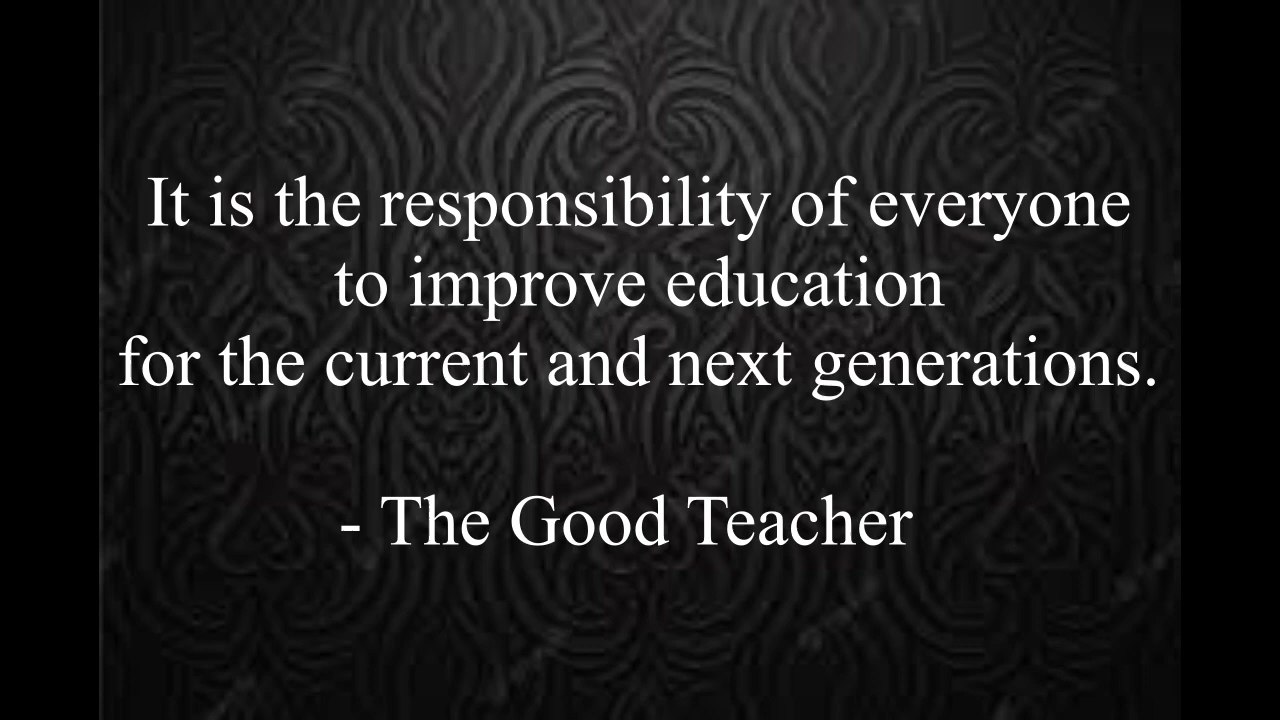 It is the responsibility of everyone
to improve education
for the current and next generations.
- The Good Teacher